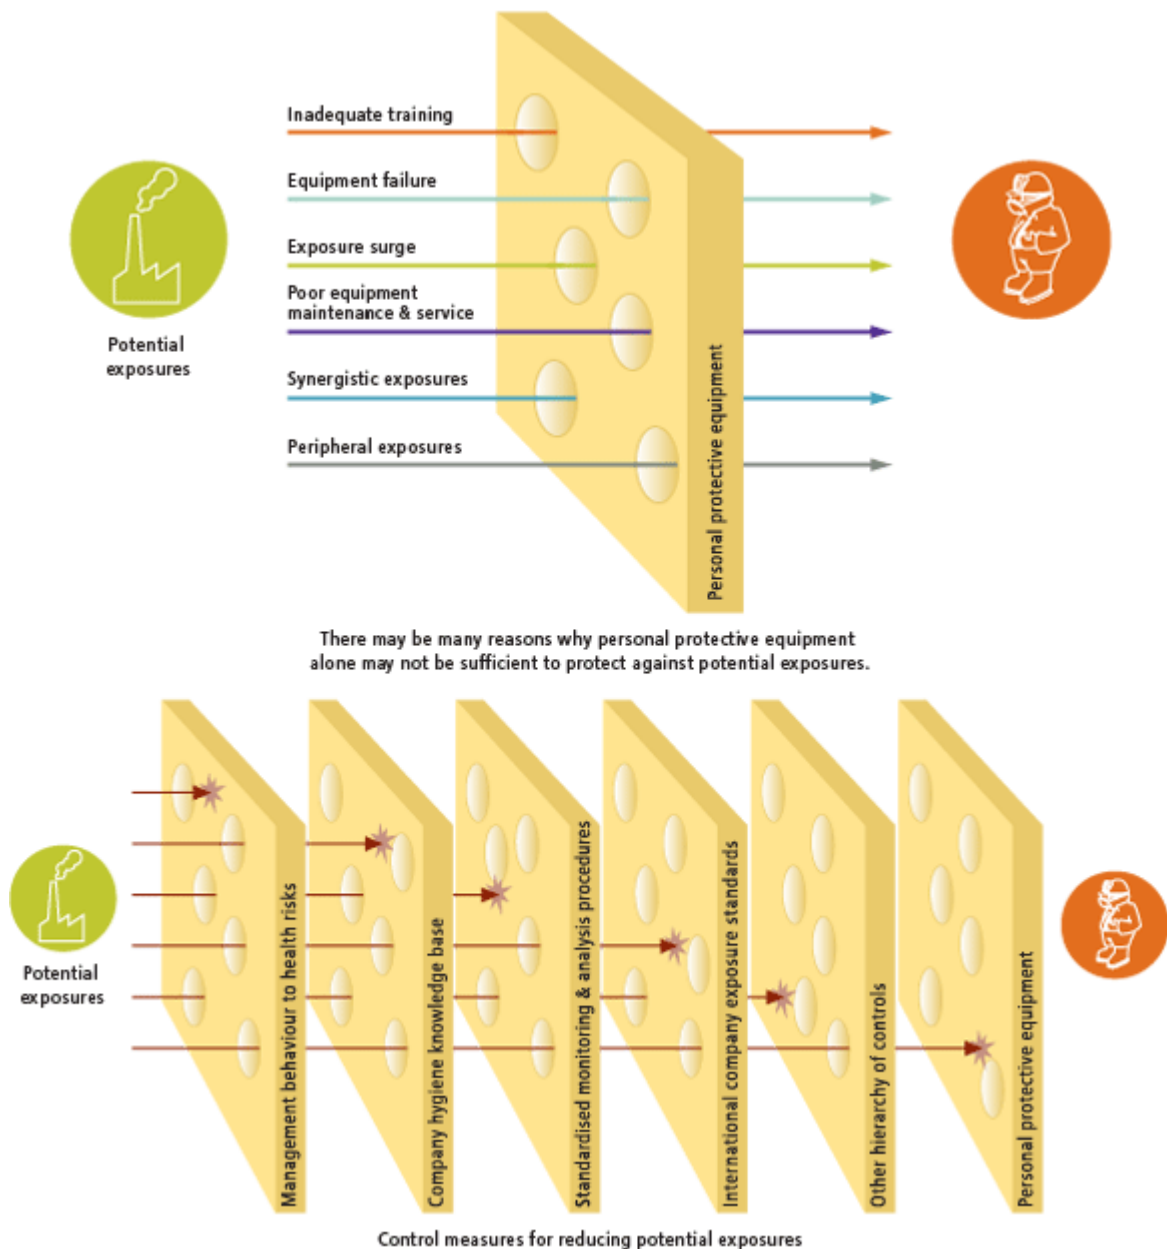 Inadequate training
Equipment failure
Exposure surge
Poor equipment
maintenance & service
Synergistic exposures
Peripheral exposures
Potential
exposures
Personal protective equipment
There may be many reasons why personal protective equipment
alone may not be sufficient to protect against potential exposures.
Potential
exposures
Management behaviour to health risks
Company hygiene knowledge base
Standardised monitoring & analysis procedures
International company exposure standards
Other hierarchy of controls
Personal protective equipment
Control measures for reducing potential exposures